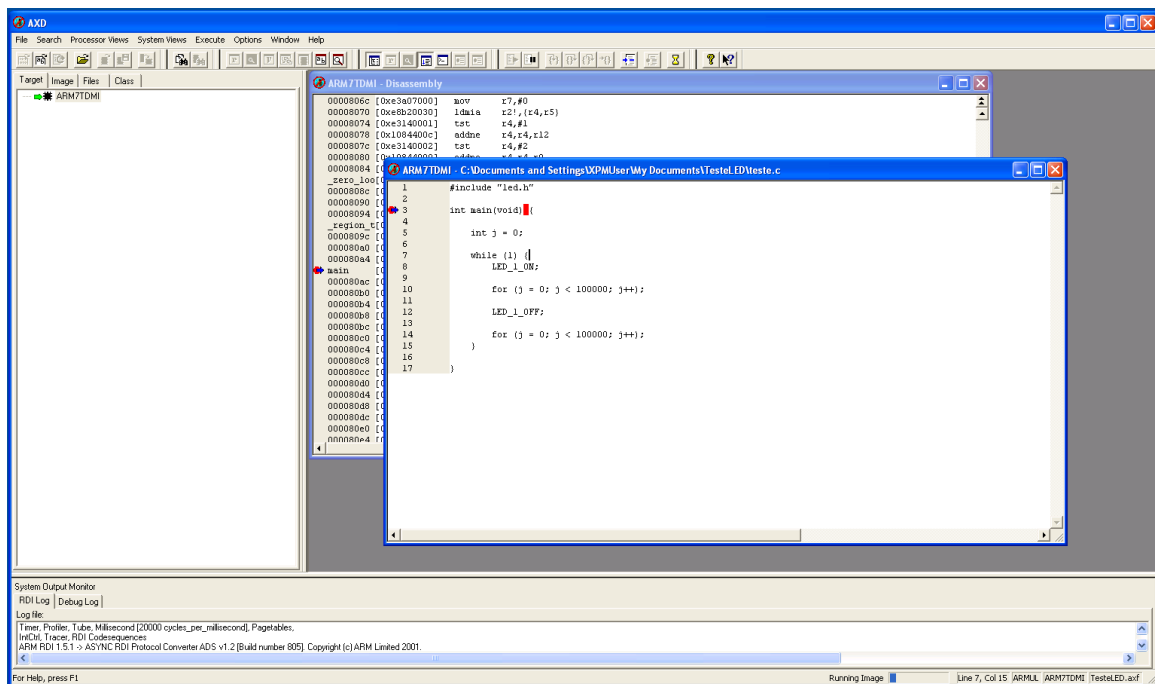 AXD
File Search Processor Views System Views Execute Options Window Help
Target Image Files Class
ARM7TDMI
ARM7TDMI - Disassembly
0000806c [0xe3a07000] mov r7,#0
00008070 [0xe8b20030] ldmia r2!,{r4,r5}
00008074 [0xe3140001] tst r4,#1
00008078 [0x1084400c] addne r4,r4,r12
0000807c [0xe3140002] tst r4,#2
00008080
00008084
_zero_loo
0000808c
00008090
00008094
_region_t
0000809c
000080a0
000080a4
main
000080ac
000080b0
000080b4
000080b8
000080bc
000080c0
000080c4
000080c8
000080cc
000080d0
000080d4
000080d8
000080dc
000080e0
000080e4
ARM7TDMI - C:\Documents and Settings\XPMUser\My Documents\TesteLED\teste.c
1 #include "led.h"
2
3 int main(void) {
4
5 int j = 0;
6
7 while (1) {
8 LED_1_ON;
9
10 for (j = 0; j < 100000; j++);
11
12 LED_1_OFF;
13
14 for (j = 0; j < 100000; j++);
15 }
16
17 }
System Output Monitor
RDI Log Debug Log
Log file:
Timer, Profiler, Tube, Millisecond [20000 cycles_per_millisecond], Pagetables,
IntCtrl, Tracer, RDI Codesequences
ARM RDI 1.5.1 -> ASYNC RDI Protocol Converter ADS v1.2 [Build number 805]. Copyright (c) ARM Limited 2001.
For Help, press F1 Running Image Line 7, Col 15 ARMUL ARM7TDMI TesteLED.axf